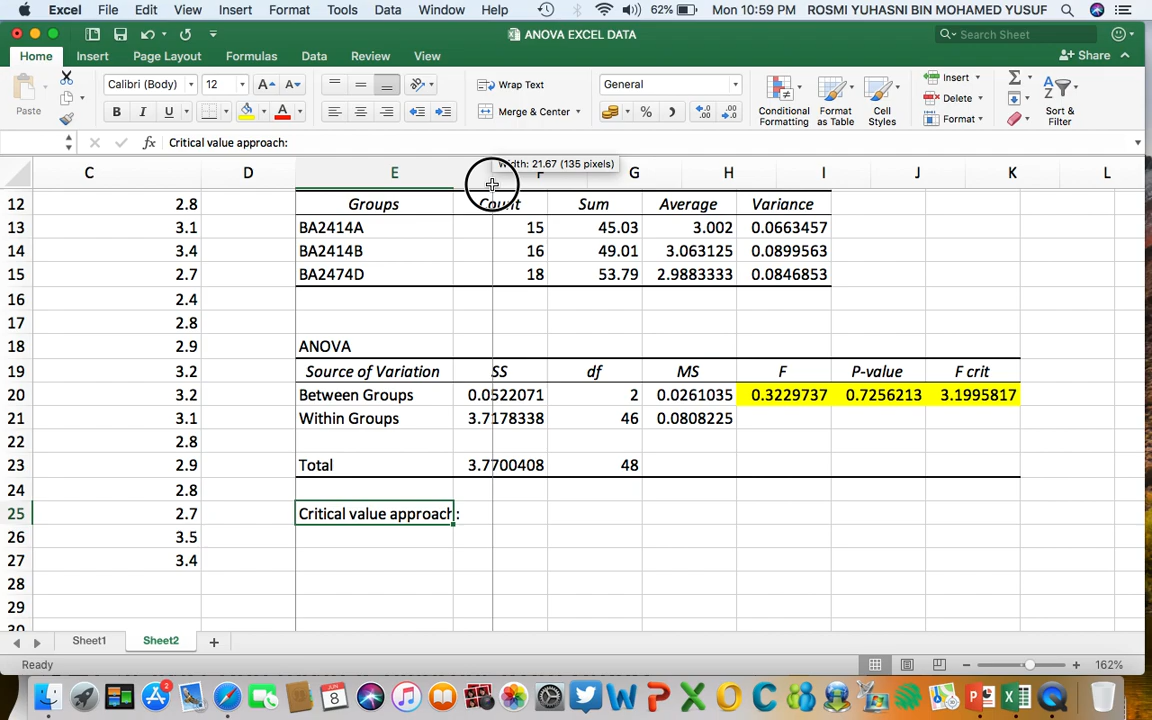 Excel File Edit View Insert Format Tools Data Window Help 62% Mon 10:59 PM ROSMI YUHASNI BIN MOHAMED YUSUF
ANOVA EXCEL DATA Search Sheet
Home Insert Page Layout Formulas Data Review View Share
Paste Calibri (Body) 12 A A Wrap Text General Insert
B I U A Merge & Center % Conditional Formatting Format as Table Cell Styles Delete Format Sort & Filter
fx Critical value approach:
Width: 21.67 (135 pixels)
C D E F G H I J K L
12 2.8 Groups Count Sum Average Variance
13 3.1 BA2414A 15 45.03 3.002 0.0663457
14 3.4 BA2414B 16 49.01 3.063125 0.0899563
15 2.7 BA2474D 18 53.79 2.9883333 0.0846853
16 2.4
17 2.8
18 2.9 ANOVA
19 3.2 Source of Variation SS df MS F P-value F crit
20 3.2 Between Groups 0.0522071 2 0.0261035 0.3229737 0.7256213 3.1995817
21 3.1 Within Groups 3.7178338 46 0.0808225
22 2.8
23 2.9 Total 3.7700408 48
24 2.8
25 2.7 Critical value approach:
26 3.5
27 3.4
28
29
30
Sheet1 Sheet2
Ready 162%